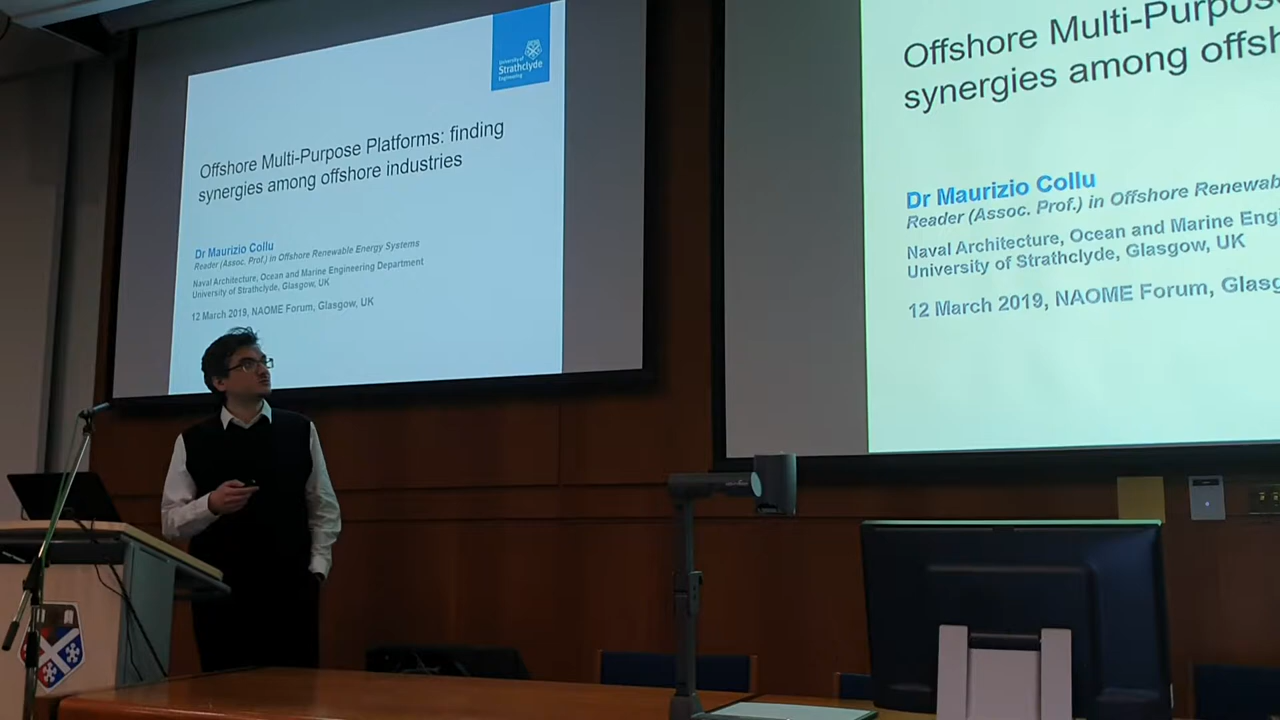 University of
Strathclyde
Engineering
Offshore Multi-Purpose Platforms: finding
synergies among offshore industries
Dr Maurizio Collu
Reader (Assoc. Prof.) in Offshore Renewable Energy Systems
Naval Architecture, Ocean and Marine Engineering Department
University of Strathclyde, Glasgow, UK
12 March 2019, NAOME Forum, Glasgow, UK
Offshore Multi-Purpos
synergies among offsh
Dr Maurizio Collu
Reader (Assoc. Prof.) in Offshore Renewab
Naval Architecture, Ocean and Marine Engi
University of Strathclyde, Glasgow, UK
12 March 2019, NAOME Forum, Glasg